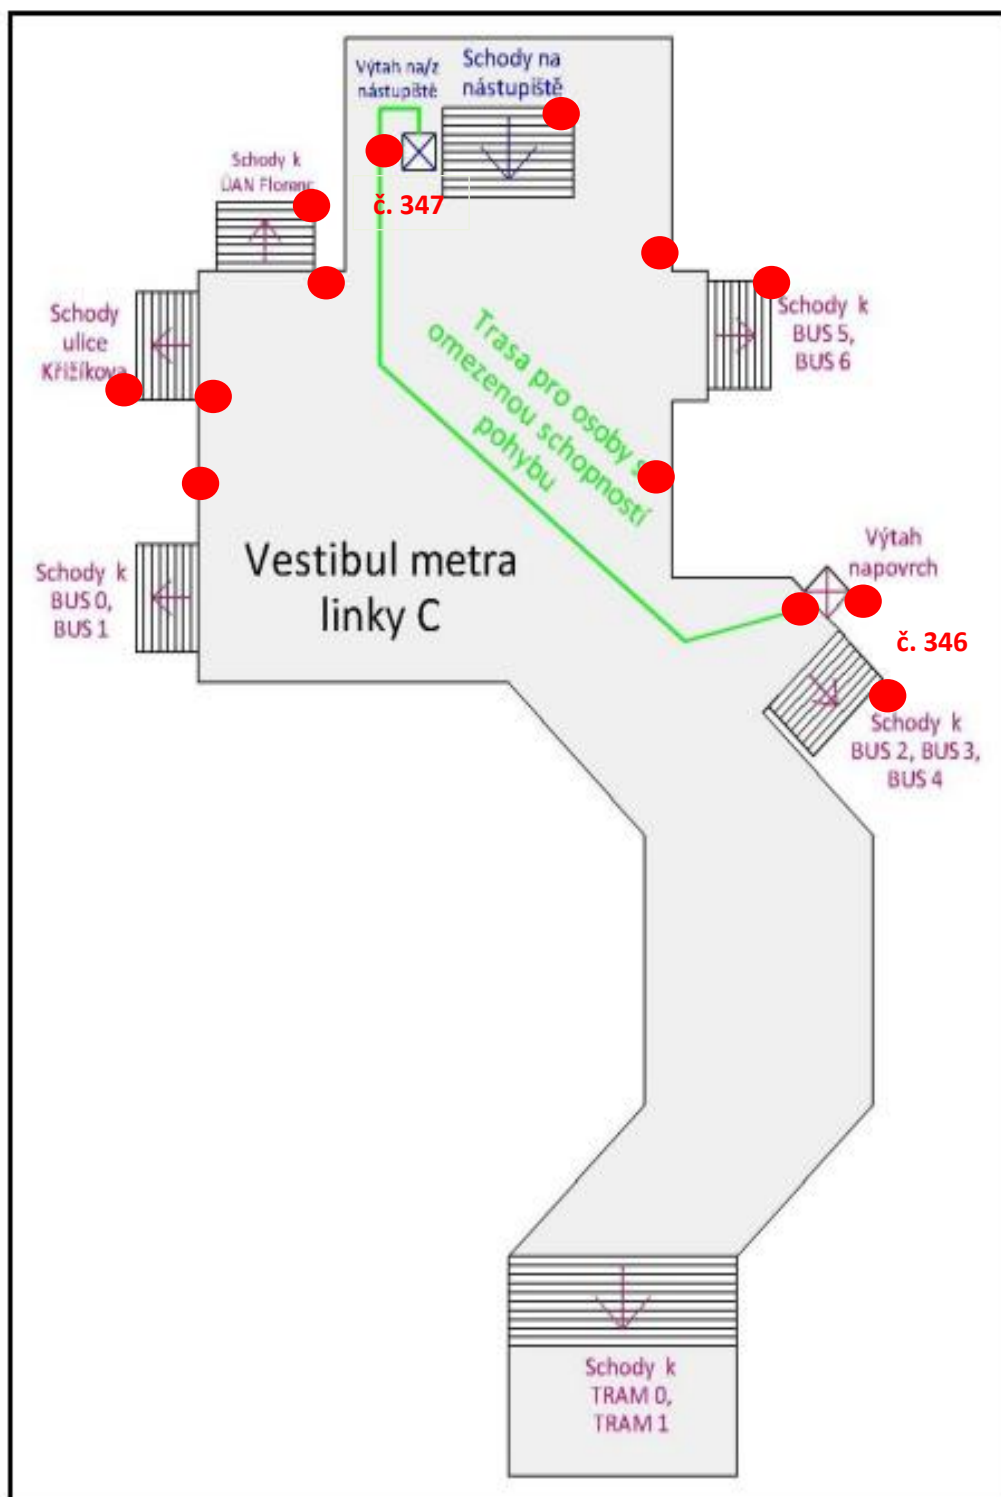 Výtah na/z
nástupiště
Schody na
nástupiště
Schody k
ÚAN Florenc
č. 347
Schody
ulice
Křižíkova
Schody k
BUS 5,
BUS 6
Trasa pro osoby s
omezenou schopností
pohybu
Vestibul metra
linky C
Schody k
BUS 0,
BUS 1
Výtah
napovrch
č. 346
Schody k
BUS 2, BUS 3,
BUS 4
Schody k
TRAM 0,
TRAM 1